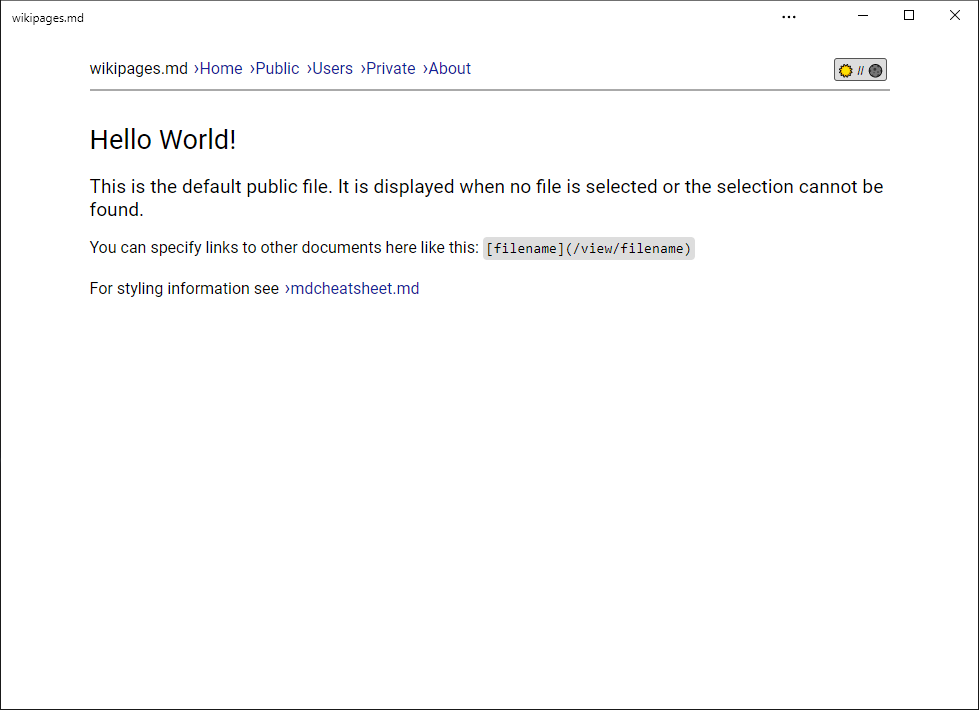 wikipages.md
wikipages.md ›Home ›Public ›Users ›Private ›About
//
Hello World!
This is the default public file. It is displayed when no file is selected or the selection cannot be
found.
You can specify links to other documents here like this: [filename](/view/filename)
For styling information see ›mdcheatsheet.md